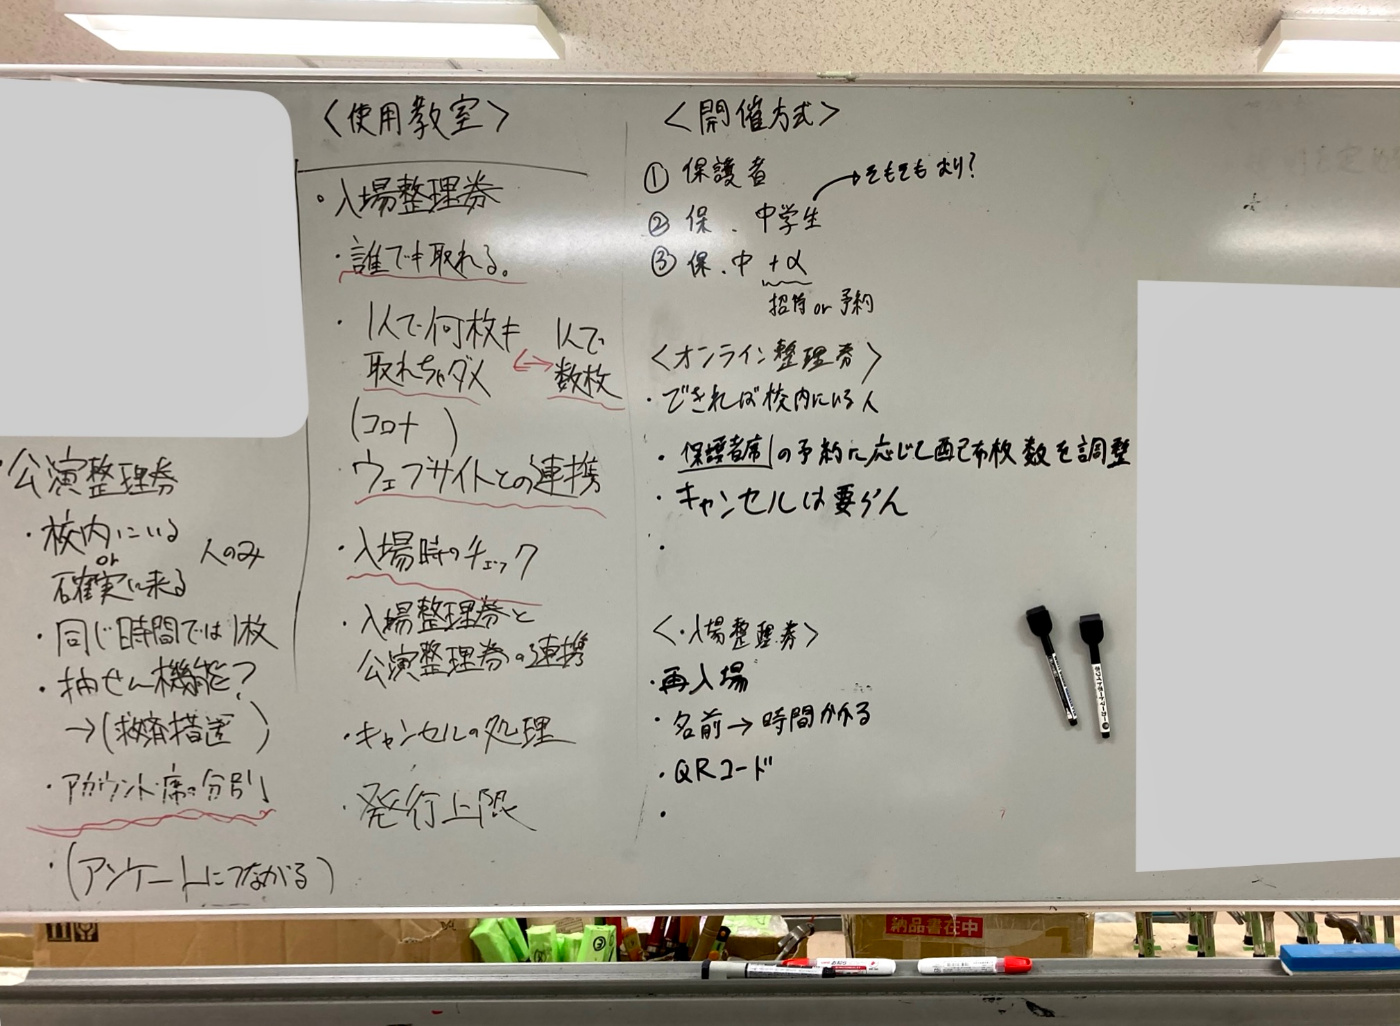 ・公演整理券
・校内にいる
or
確実に来る
人のみ
・同じ時間では1枚
・抽せん機能?
→(救済措置)
・アカウント・席の分別
・(アンケートにつながる)
〈使用教室〉
・入場整理券
・誰でも取れる。
・1人で何枚も
取れちゃダメ
↔
1人で
数枚
(コロナ )
ウェブサイトとの連携
・入場時のチェック
・入場整理券と
公演整理券の連携
・キャンセルの処理
・発行上限
〈開催方式〉
① 保護者
② 保.中学生
→そもそもあり?
③ 保.中 +α
招待 or 予約
〈オンライン整理券〉
・できれば校内にいる人
・保護者席の予約に応じて配布枚数を調整
・キャンセルは要らん
・
〈入場整理券〉
・再入場
・名前→時間かかる
・QRコード
・
納品書在中